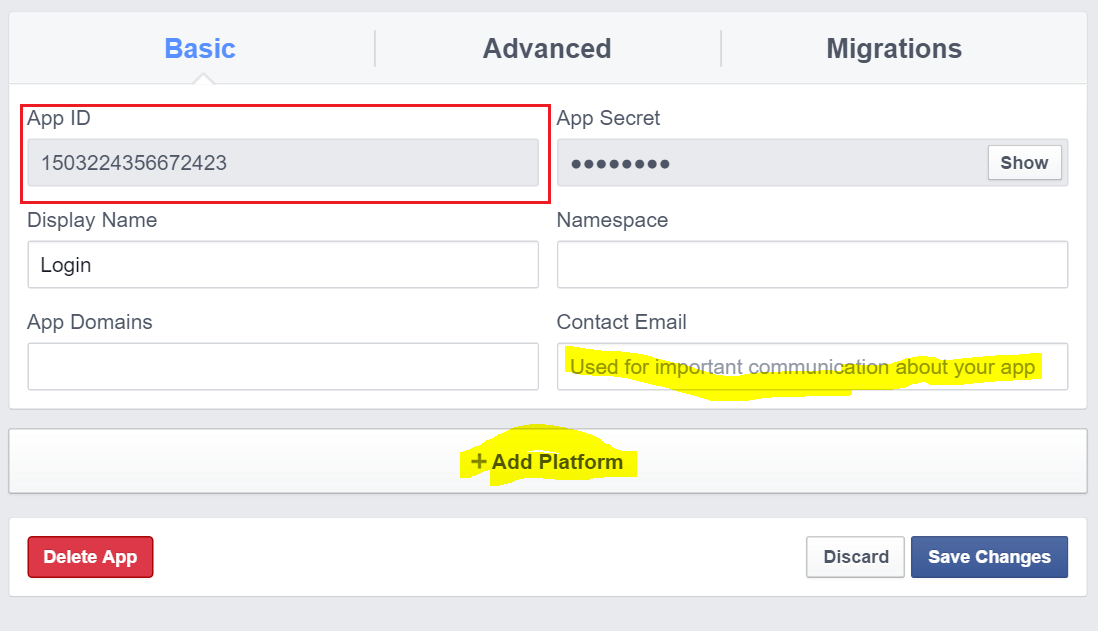 Basic Advanced Migrations
App ID App Secret
1503224356672423 ●●●●●●●● Show
Display Name Namespace
Login
App Domains Contact Email
Used for important communication about your app
+ Add Platform
Delete App Discard Save Changes